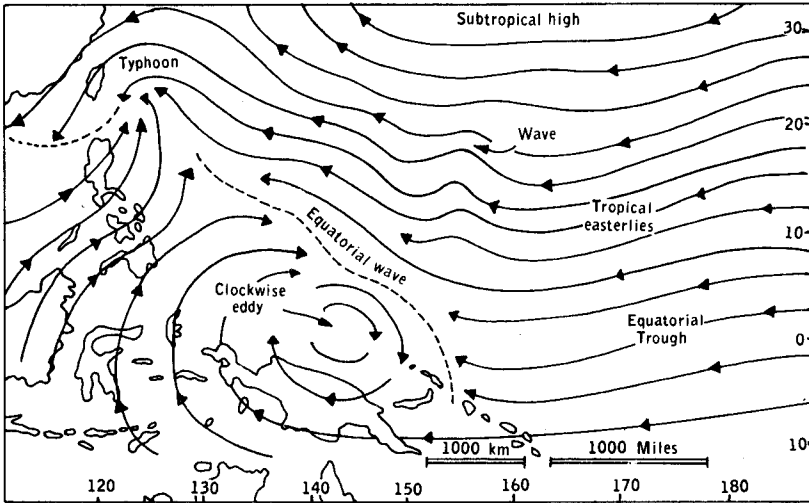 Subtropical high
30
Typhoon
20
Wave
Equatorial wave
Tropical
easterlies
10
Clockwise
eddy
Equatorial
Trough
0
1000 km
1000 Miles
10
120
130
140
150
160
170
180